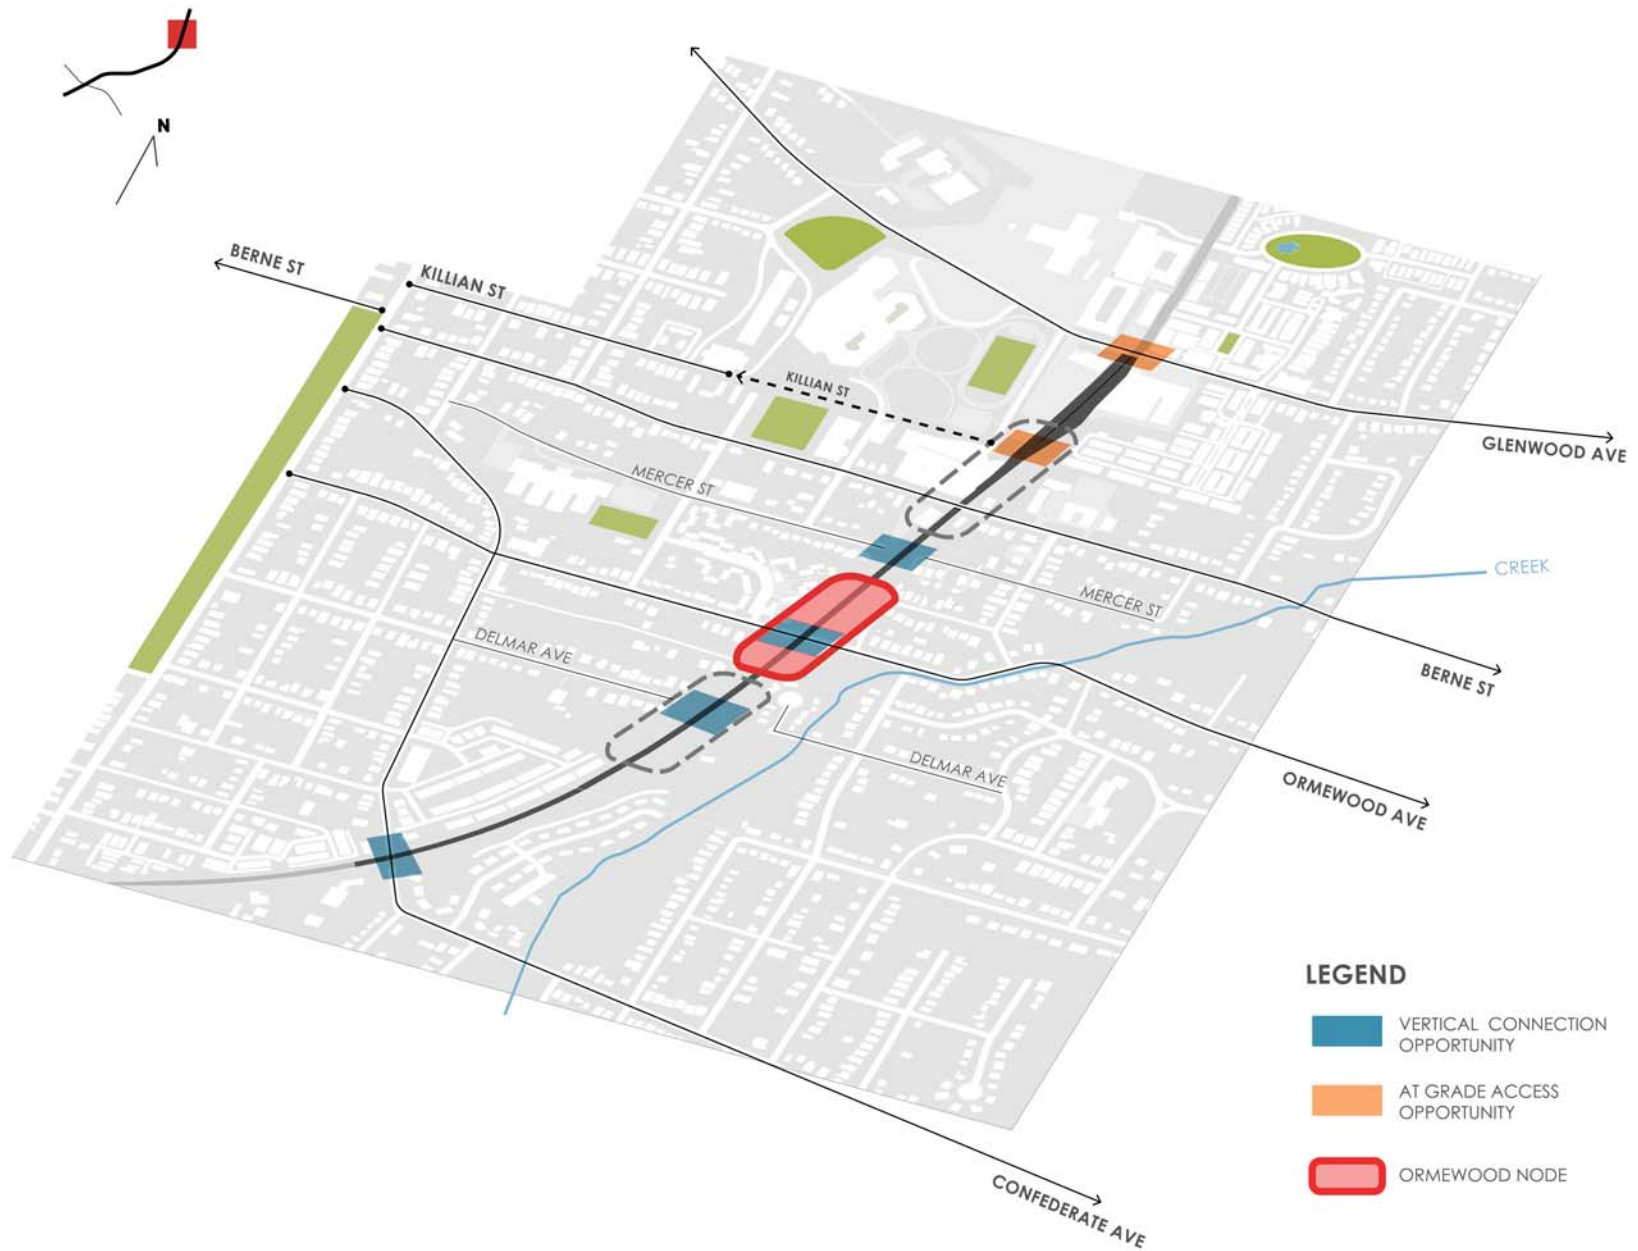 N
BERNE ST
KILLIAN ST
KILLIAN ST
GLENWOOD AVE
MERCER ST
CREEK
MERCER ST
DELMAR AVE
BERNE ST
DELMAR AVE
ORMEWOOD AVE
CONFEDERATE AVE
LEGEND
VERTICAL CONNECTION
OPPORTUNITY
AT GRADE ACCESS
OPPORTUNITY
ORMEWOOD NODE